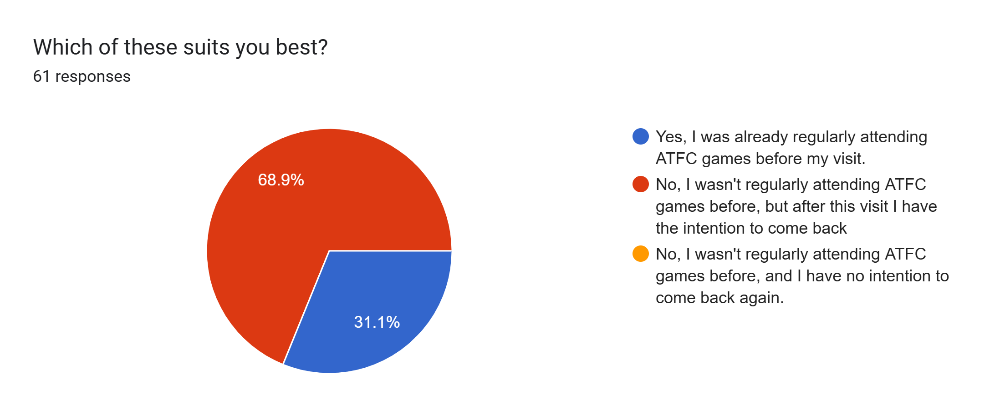 Which of these suits you best?
61 responses
68.9%
31.1%
Yes, I was already regularly attending
ATFC games before my visit.
No, I wasn't regularly attending ATFC
games before, but after this visit I have
the intention to come back
No, I wasn't regularly attending ATFC
games before, and I have no intention to
come back again.